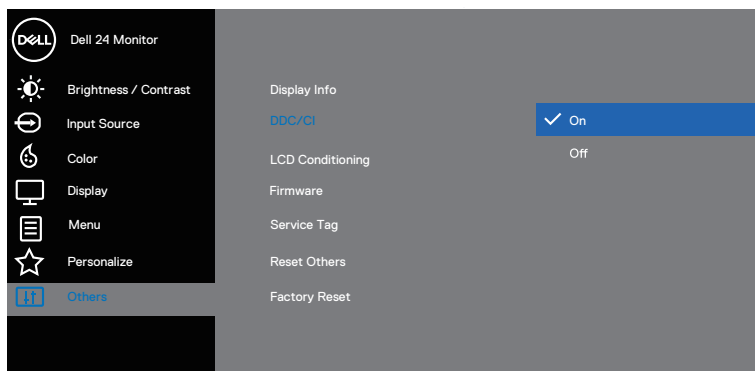 DELL
Dell 24 Monitor
Brightness / Contrast
Input Source
Color
Display
Menu
Personalize
Others
Display Info
DDC/CI
LCD Conditioning
Firmware
Service Tag
Reset Others
Factory Reset
On
Off